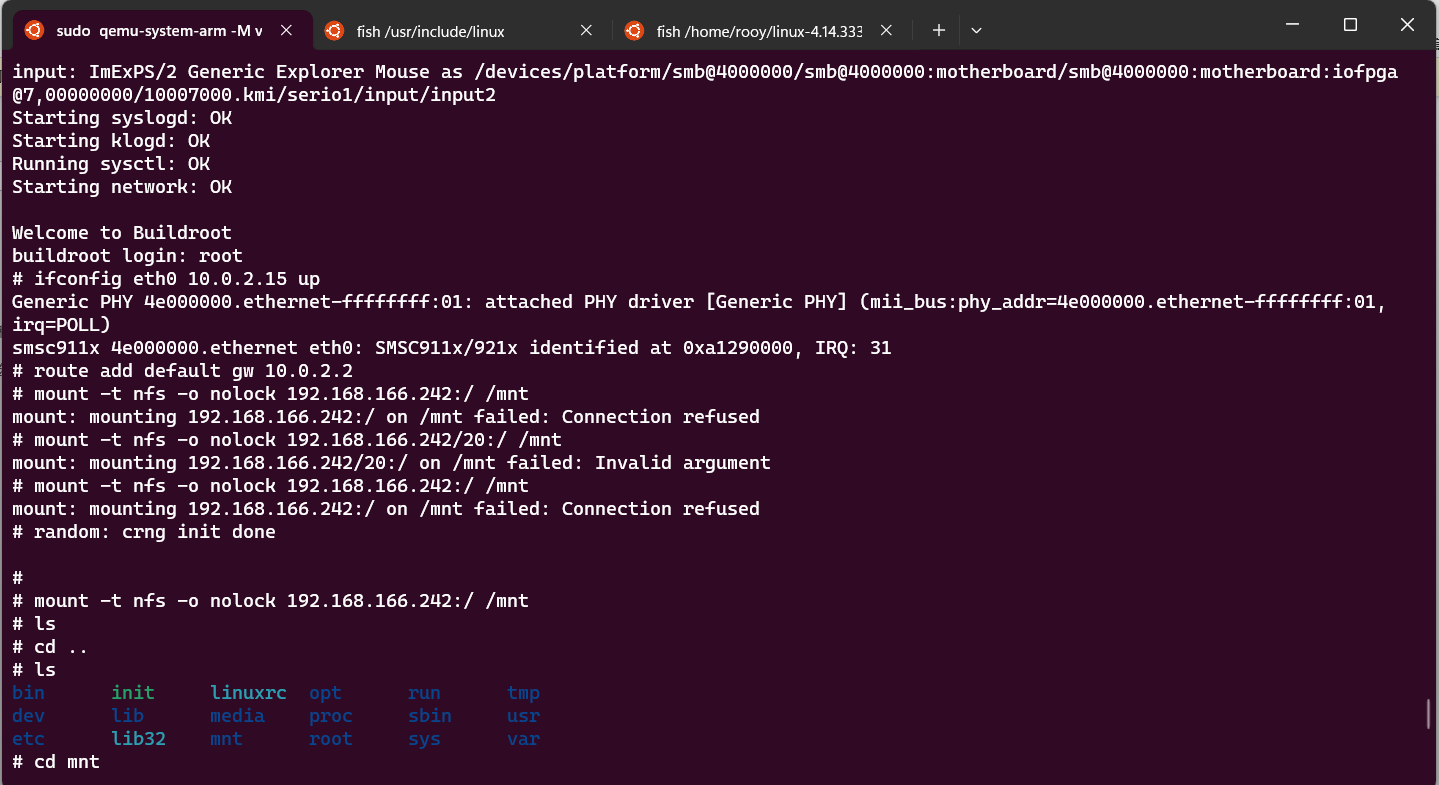 sudo qemu-system-arm -M v
fish /usr/include/linux
fish /home/rooy/linux-4.14.333
input: ImExPS/2 Generic Explorer Mouse as /devices/platform/smb@4000000/smb@4000000:motherboard/smb@4000000:motherboard:iofpga
@7,00000000/10007000.kmi/serio1/input/input2
Starting syslogd: OK
Starting klogd: OK
Running sysctl: OK
Starting network: OK
Welcome to Buildroot
buildroot login: root
# ifconfig eth0 10.0.2.15 up
Generic PHY 4e000000.ethernet-ffffffff:01: attached PHY driver [Generic PHY] (mii_bus:phy_addr=4e000000.ethernet-ffffffff:01,
irq=POLL)
smsc911x 4e000000.ethernet eth0: SMSC911x/921x identified at 0xa1290000, IRQ: 31
# route add default gw 10.0.2.2
# mount -t nfs -o nolock 192.168.166.242:/ /mnt
mount: mounting 192.168.166.242:/ on /mnt failed: Connection refused
# mount -t nfs -o nolock 192.168.166.242/20:/ /mnt
mount: mounting 192.168.166.242/20:/ on /mnt failed: Invalid argument
# mount -t nfs -o nolock 192.168.166.242:/ /mnt
mount: mounting 192.168.166.242:/ on /mnt failed: Connection refused
# random: crng init done
#
# mount -t nfs -o nolock 192.168.166.242:/ /mnt
# ls
# cd ..
# ls
bin init linuxrc opt run tmp
dev lib media proc sbin usr
etc lib32 mnt root sys var
# cd mnt